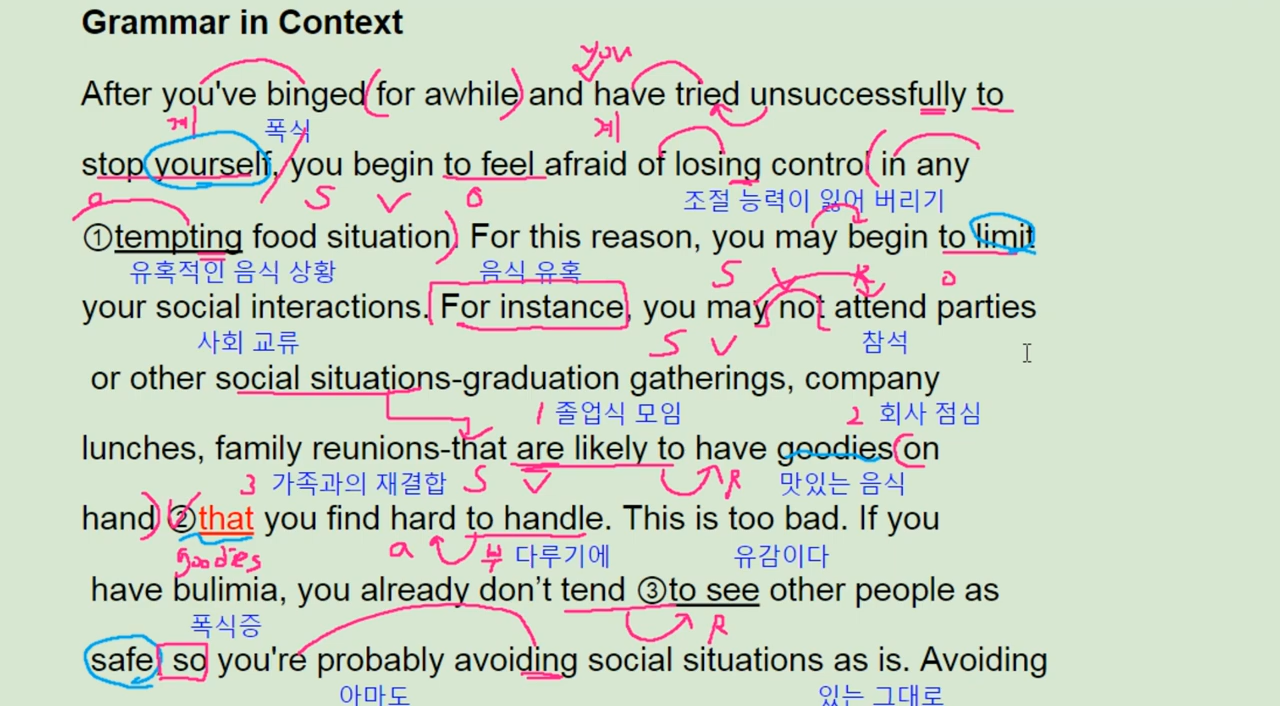 Grammar in Context
you
After you've binged for awhile and have tried unsuccessfully to
계 폭식 계
stop yourself, you begin to feel afraid of losing control in any
o S V o 조절 능력이 잃어 버리기
①tempting food situation. For this reason, you may begin to limit
유혹적인 음식 상황 음식 유혹 S V R o
your social interactions. For instance, you may not attend parties
사회 교류 S V 참석
or other social situations-graduation gatherings, company
1 졸업식 모임 2 회사 점심
lunches, family reunions-that are likely to have goodies on
3 가족과의 재결합 S V R 맛있는 음식
hand ②that you find hard to handle. This is too bad. If you
goodies a 부 다루기에 유감이다
have bulimia, you already don't tend ③to see other people as
폭식증 R
safe so you're probably avoiding social situations as is. Avoiding
아마도 있는 그대로